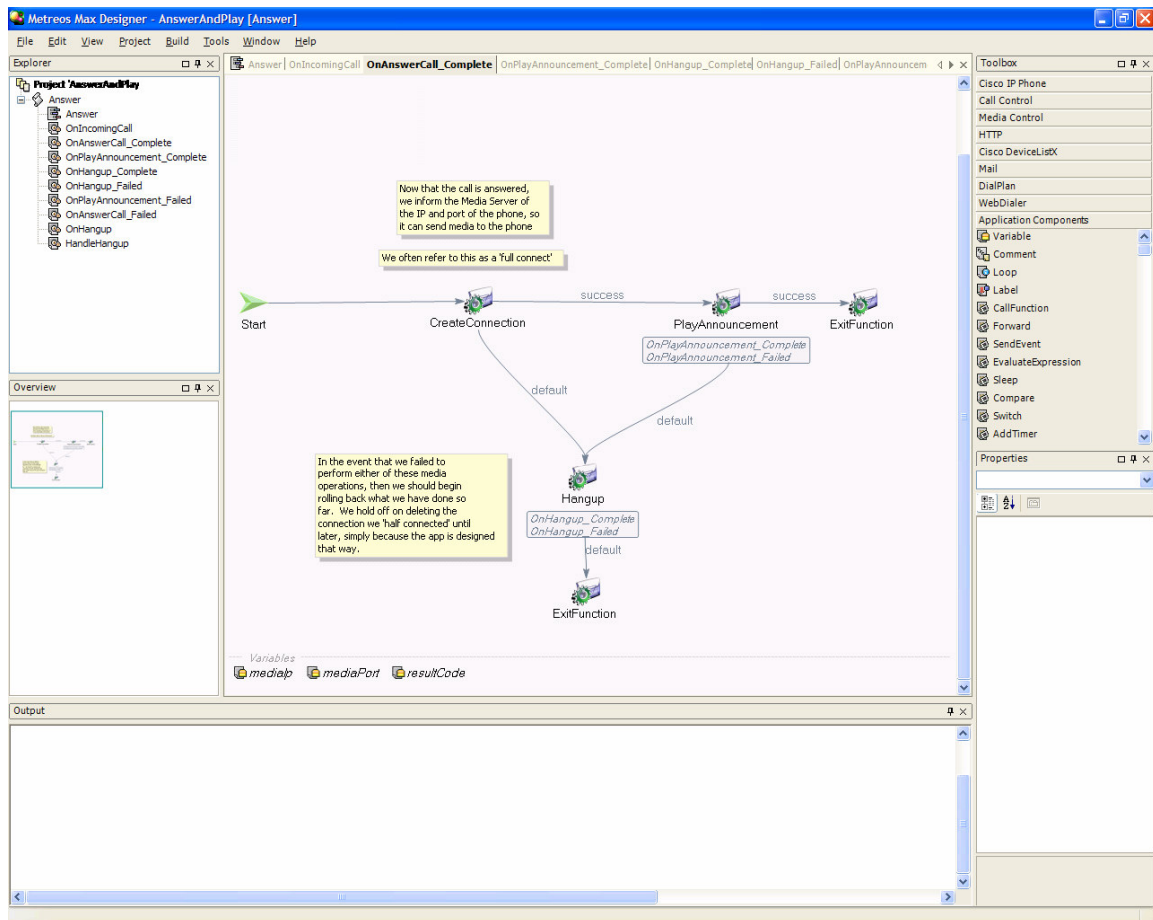 Metreos Max Designer - AnswerAndPlay [Answer]
File Edit View Project Build Tools Window Help
Explorer
Project 'AnswerAndPlay
Answer
Answer
OnIncomingCall
OnAnswerCall_Complete
OnPlayAnnouncement_Complete
OnHangup_Complete
OnHangup_Failed
OnPlayAnnouncement_Failed
OnAnswerCall_Failed
OnHangup
HandleHangup
Overview
Answer OnIncomingCall OnAnswerCall_Complete OnPlayAnnouncement_Complete OnHangup_Complete OnHangup_Failed OnPlayAnnouncem
Now that the call is answered,
we inform the Media Server of
the IP and port of the phone, so
it can send media to the phone
We often refer to this as a 'full connect'
Start
CreateConnection
success
PlayAnnouncement
OnPlayAnnouncement_Complete
OnPlayAnnouncement_Failed
success
ExitFunction
default
default
In the event that we failed to
perform either of these media
operations, then we should begin
rolling back what we have done so
far. We hold off on deleting the
connection we 'half connected' until
later, simply because the app is designed
that way.
Hangup
OnHangup_Complete
OnHangup_Failed
default
ExitFunction
Variables
mediaIp mediaPort resultCode
Toolbox
Cisco IP Phone
Call Control
Media Control
HTTP
Cisco DeviceListX
Mail
DialPlan
WebDialer
Application Components
Variable
Comment
Loop
Label
CallFunction
Forward
SendEvent
EvaluateExpression
Sleep
Compare
Switch
AddTimer
Properties
Output